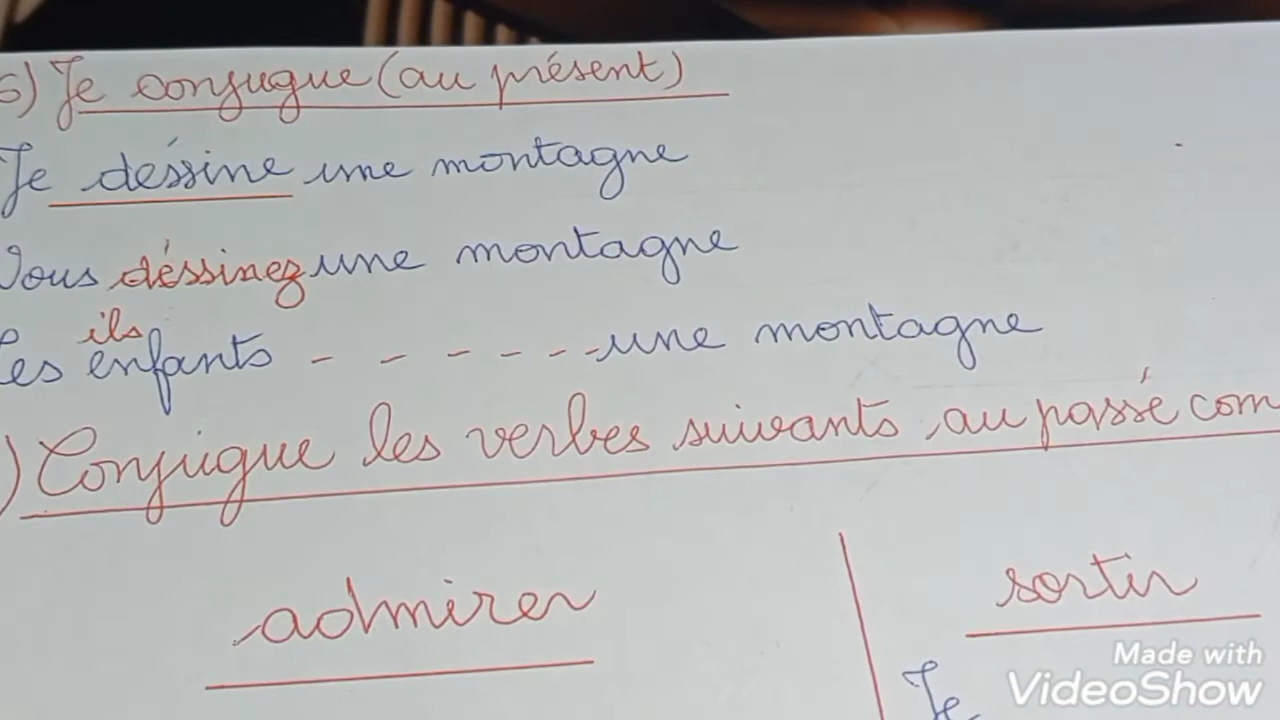 6) Je conjugue (au présent)
Je déssine une montagne
Vous déssinez une montagne
ils
Les enfants - - - - - - une montagne
) Conjugue les verbes suivants au passé com
admirer
sortir
Je
Made with
VideoShow